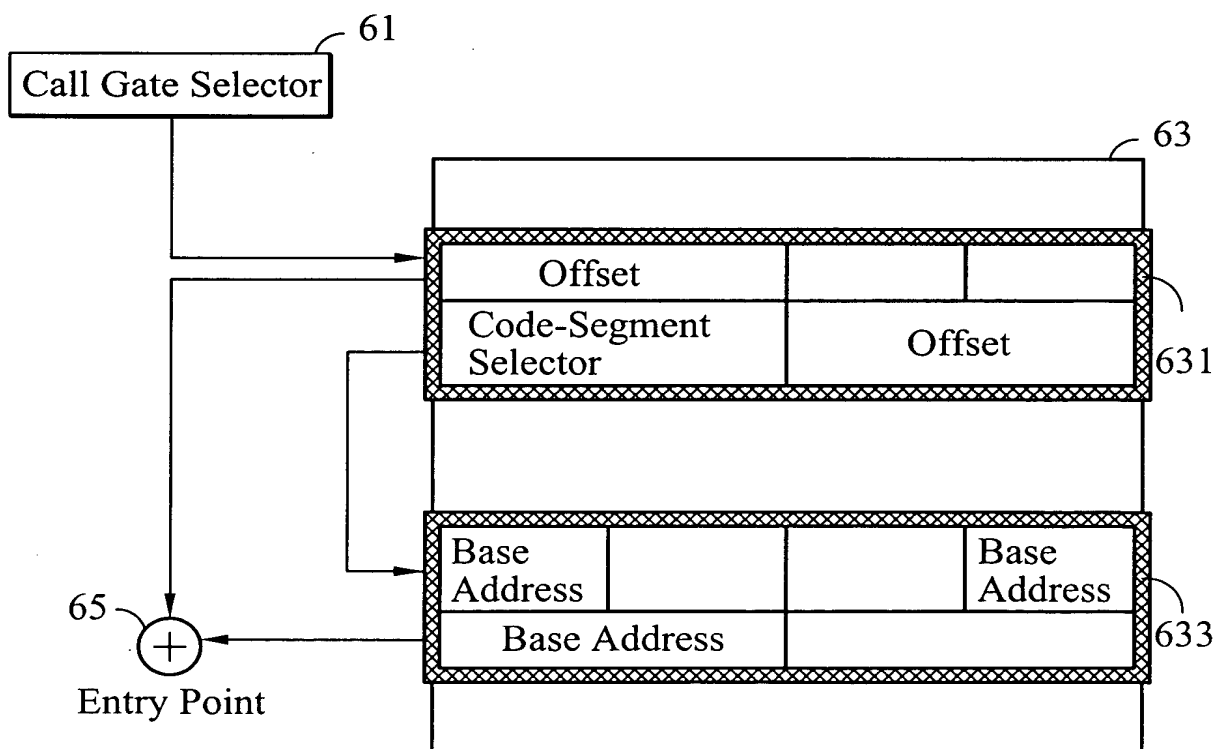 61
Call Gate Selector
63
Offset
Code-Segment
Selector
Offset
631
Base
Address
Base
Address
65
Base Address
633
Entry Point